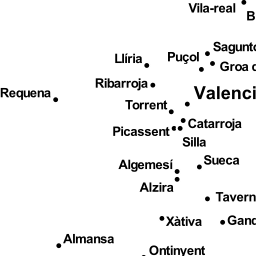 Vila-real
B
Sagunto
Puçol
Llíria
Groa d
Ribarroja
Requena
Valenci
Torrent
Catarroja
Picassent
Silla
Algemesí
Sueca
Alzira
Tavern
Xàtiva
Gand
Almansa
Ontinyent